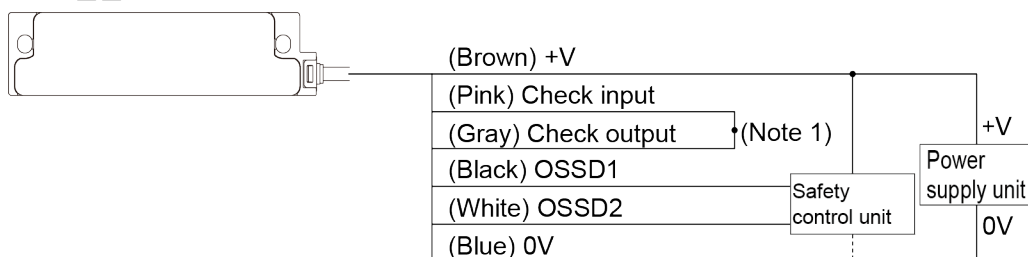 (Brown) +V
(Pink) Check input
(Gray) Check output
(Note 1)
+V
(Black) OSSD1
Power
supply unit
Safety
control unit
(White) OSSD2
0V
(Blue) 0V